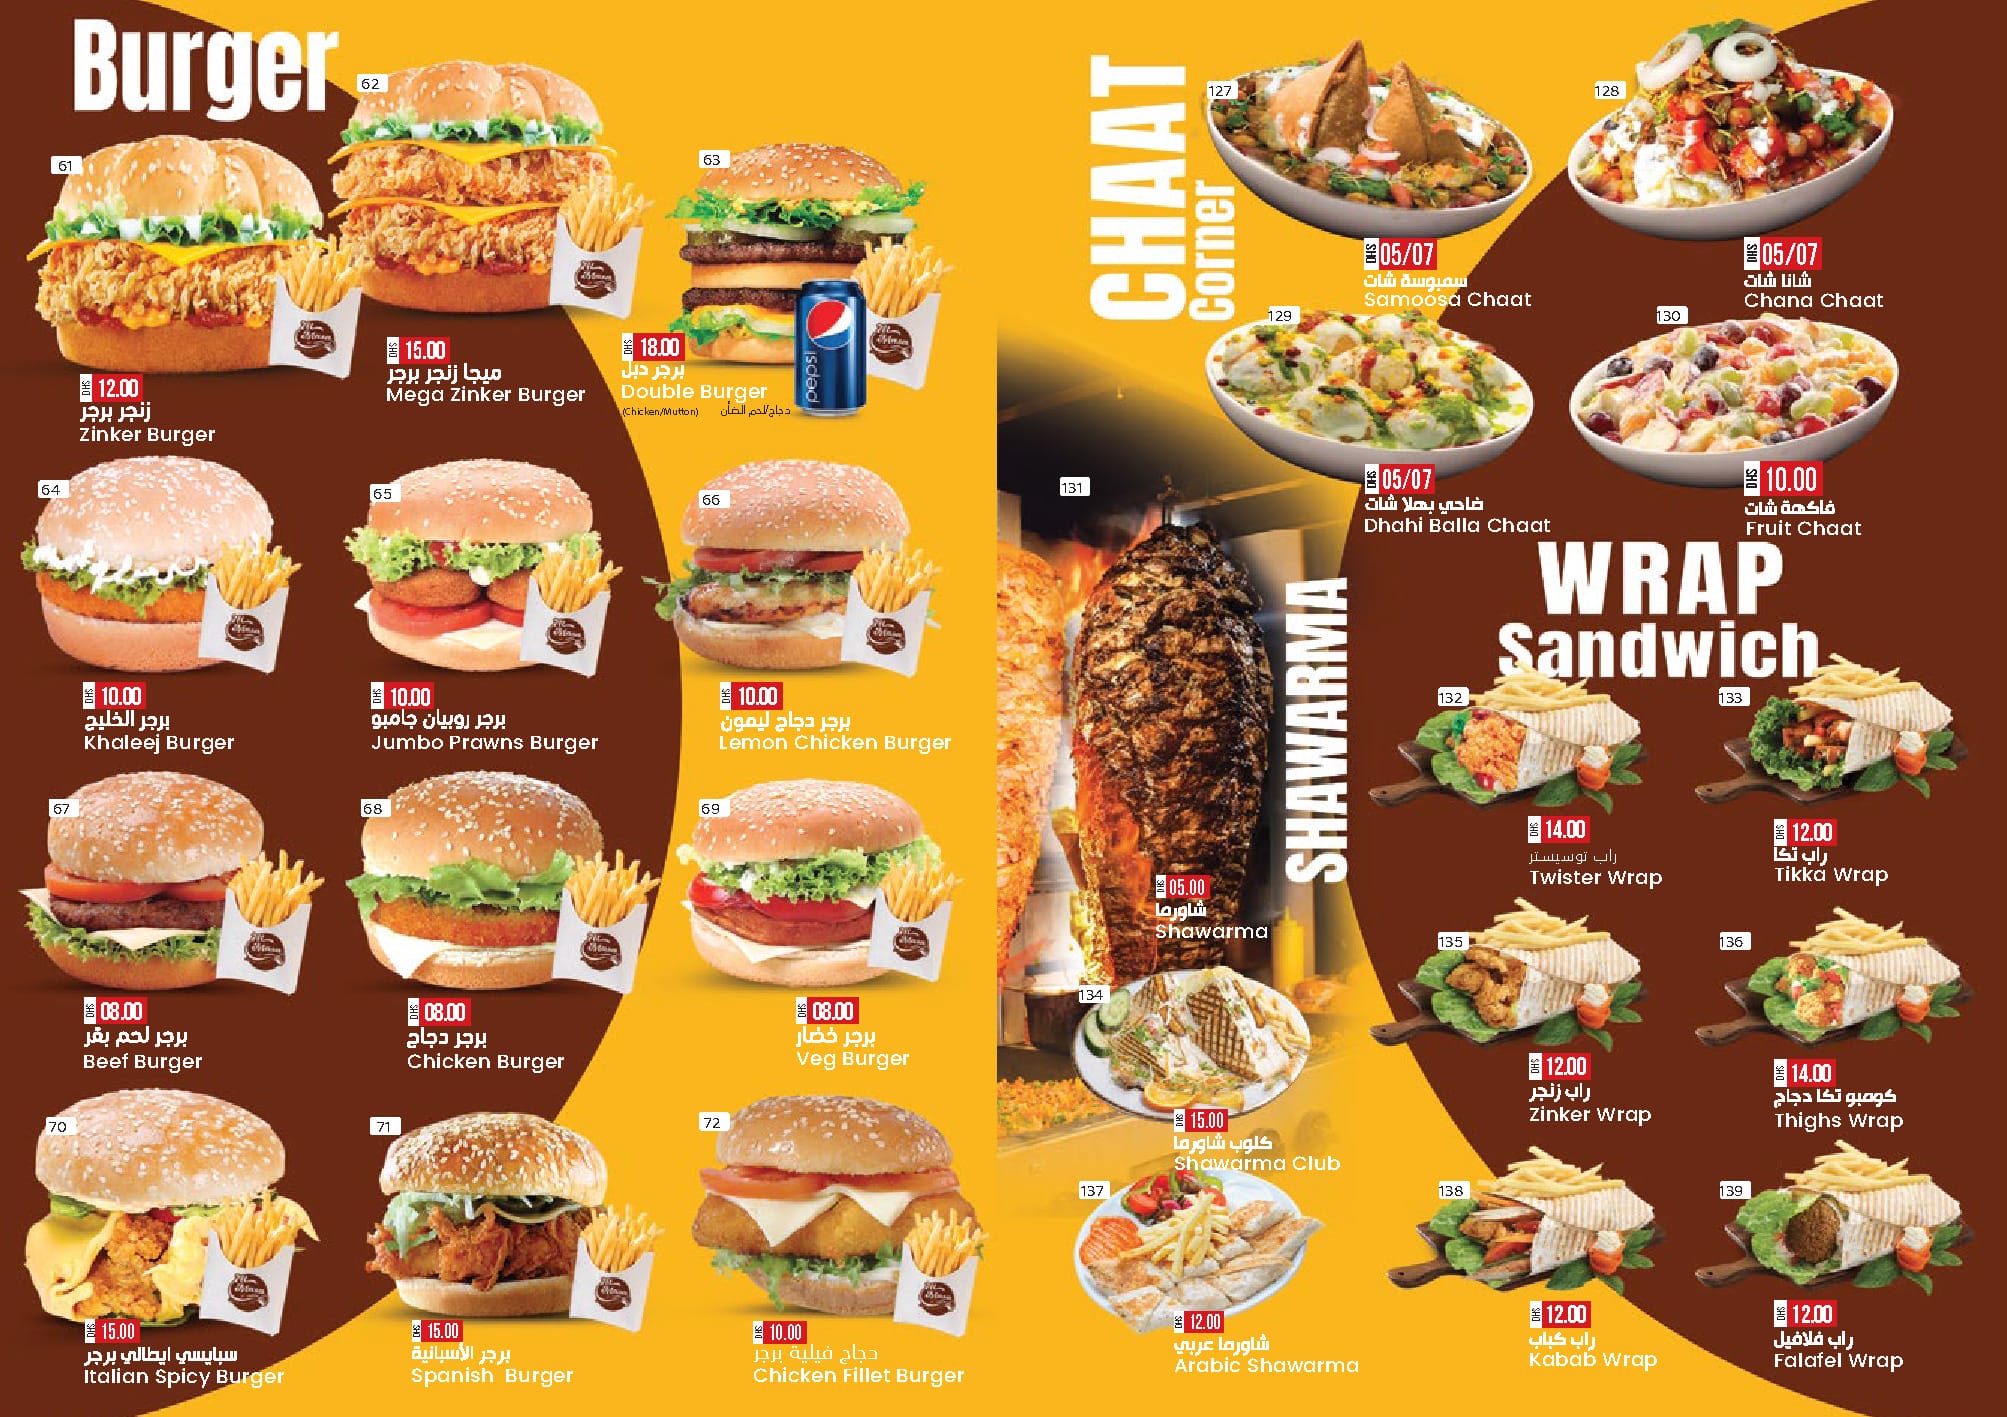 Burger
61
DHS 12.00
زنجر برجر
Zinker Burger
62
DHS 15.00
ميجا زنجر برجر
Mega Zinker Burger
63
pepsi
DHS 18.00
برجر دبل
Double Burger
(Chicken/Mutton) دجاج/لحم الضأن
64
DHS 10.00
برجر الخليج
Khaleej Burger
65
DHS 10.00
برجر روبيان جامبو
Jumbo Prawns Burger
66
DHS 10.00
برجر دجاج ليمون
Lemon Chicken Burger
67
DHS 08.00
برجر لحم بقر
Beef Burger
68
DHS 08.00
برجر دجاج
Chicken Burger
69
DHS 08.00
برجر خضار
Veg Burger
70
DHS 15.00
سبايسي ايطالي برجر
Italian Spicy Burger
71
DHS 15.00
برجر الأسبانية
Spanish Burger
72
DHS 10.00
دجاج فيلية برجر
Chicken Fillet Burger
CHAAT
Corner
127
DHS 05/07
سمبوسة شات
Samoosa Chaat
128
DHS 05/07
شانا شات
Chana Chaat
129
DHS 05/07
ضاحي بهلا شات
Dhahi Balla Chaat
130
DHS 10.00
فاكهة شات
Fruit Chaat
SHAWARMA
131
DHS 05.00
شاورما
Shawarma
134
DHS 15.00
كلوب شاورما
Shawarma Club
137
DHS 12.00
شاورما عربي
Arabic Shawarma
WRAP
Sandwich
132
DHS 14.00
راب توسيستر
Twister Wrap
133
DHS 12.00
راب تكا
Tikka Wrap
135
DHS 12.00
راب زنجر
Zinker Wrap
136
DHS 14.00
كومبو تكا دجاج
Thighs Wrap
138
DHS 12.00
راب كباب
Kabab Wrap
139
DHS 12.00
راب فلافيل
Falafel Wrap